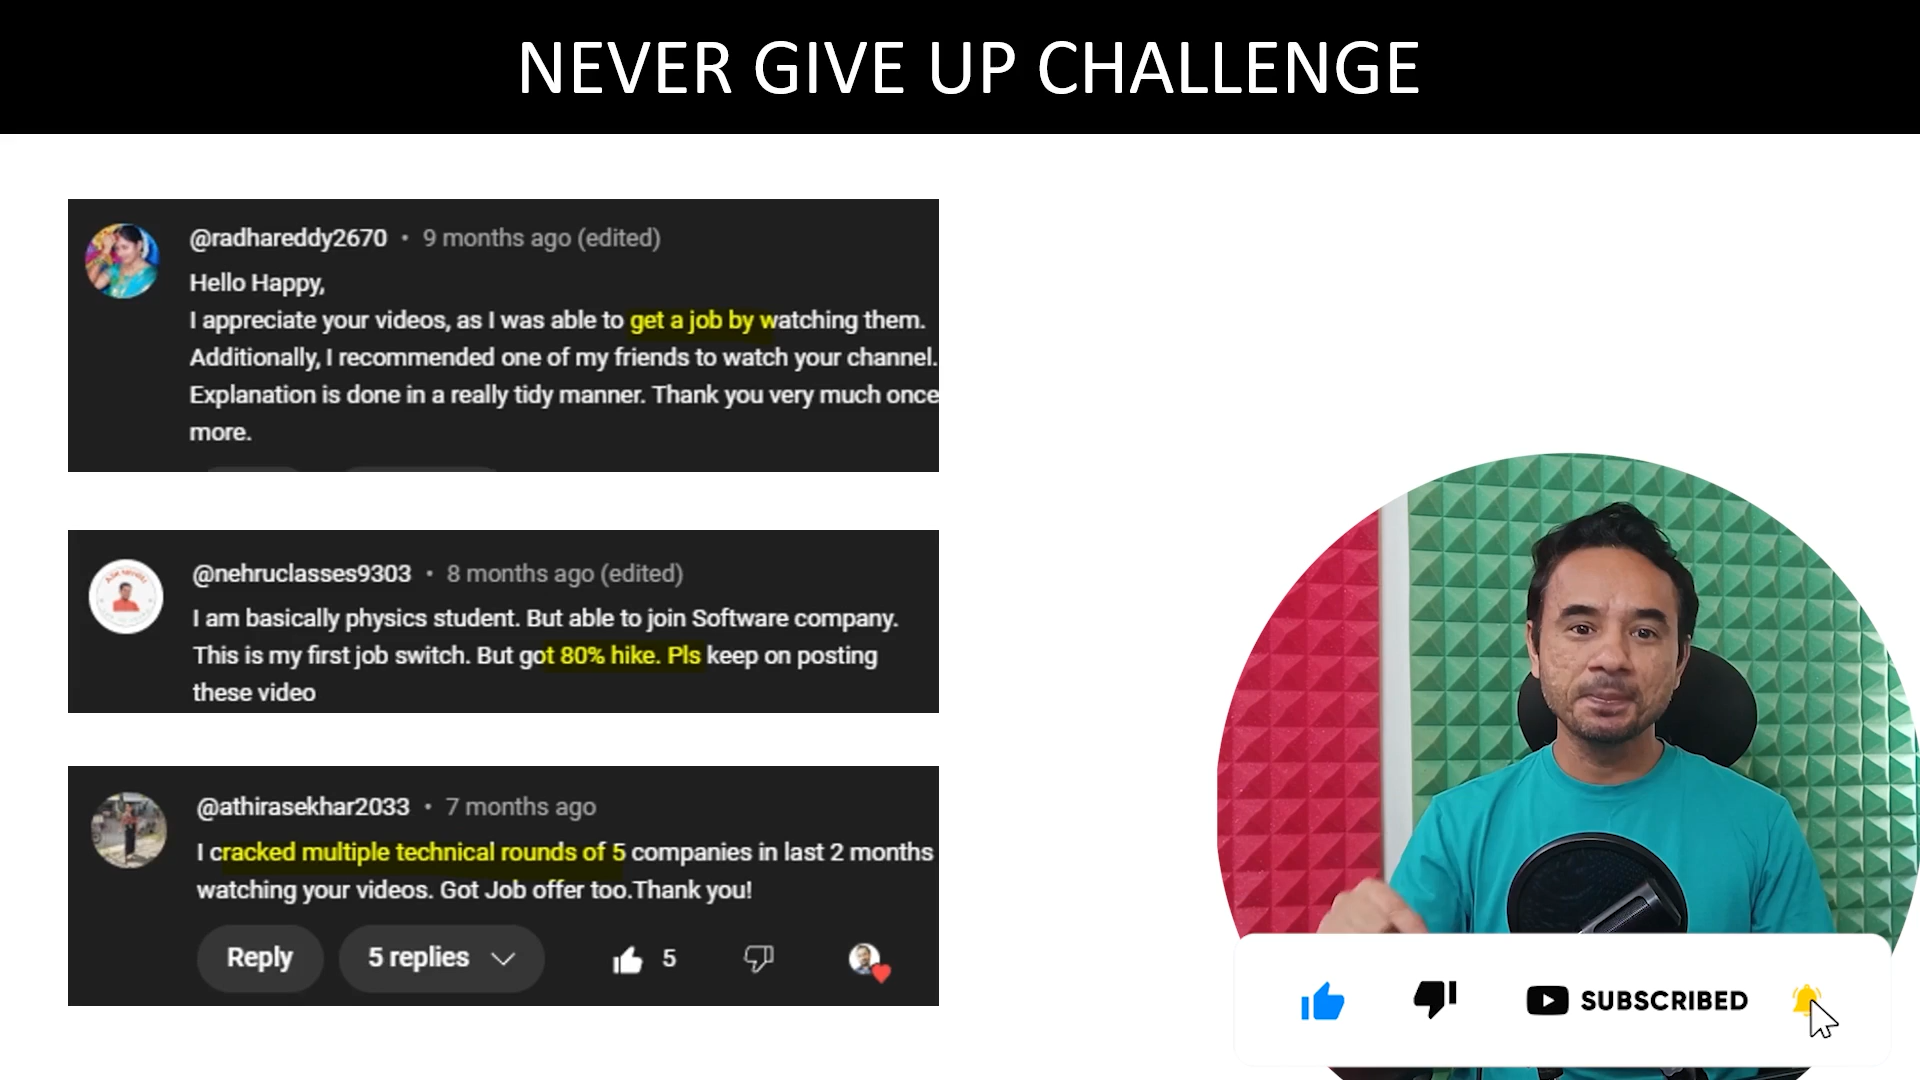 NEVER GIVE UP CHALLENGE
@radhareddy2670 • 9 months ago (edited)
Hello Happy,
I appreciate your videos, as I was able to get a job by watching them.
Additionally, I recommended one of my friends to watch your channel.
Explanation is done in a really tidy manner. Thank you very much once
more.
@nehruclasses9303 • 8 months ago (edited)
I am basically physics student. But able to join Software company.
This is my first job switch. But got 80% hike. Pls keep on posting
these video
@athirasekhar2033 • 7 months ago
I cracked multiple technical rounds of 5 companies in last 2 months
watching your videos. Got Job offer too.Thank you!
Reply 5 replies 5
SUBSCRIBED